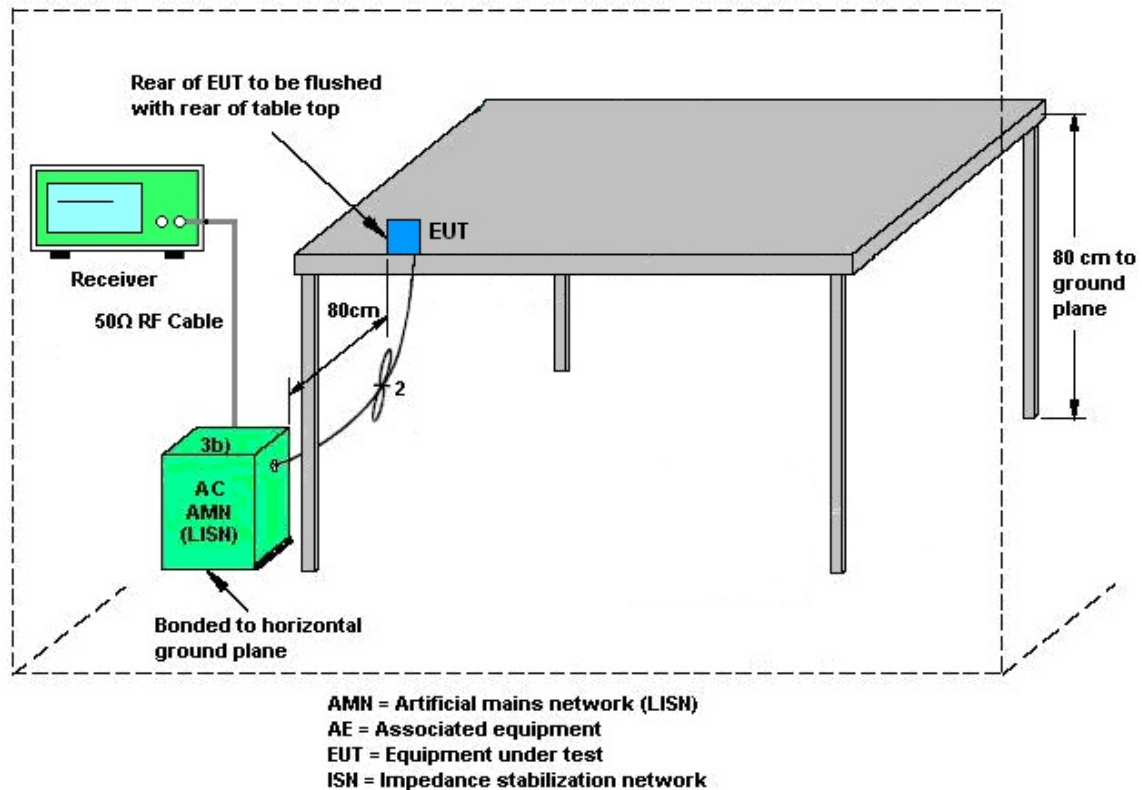 Rear of EUT to be flushed
with rear of table top
EUT
Receiver
50Ω RF Cable
80cm
2
80 cm to
ground
plane
3b)
AC
AMN
(LISN)
Bonded to horizontal
ground plane
AMN = Artificial mains network (LISN)
AE = Associated equipment
EUT = Equipment under test
ISN = Impedance stabilization network